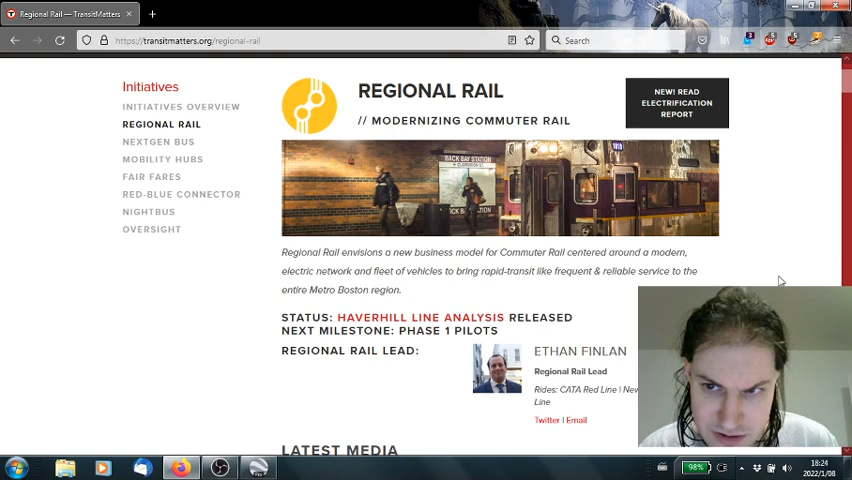 Regional Rail — TransitMatters
https://transitmatters.org/regional-rail
Search
Initiatives
INITIATIVES OVERVIEW
REGIONAL RAIL
NEXTGEN BUS
MOBILITY HUBS
FAIR FARES
RED-BLUE CONNECTOR
NIGHTBUS
OVERSIGHT
REGIONAL RAIL
// MODERNIZING COMMUTER RAIL
NEW! READ
ELECTRIFICATION
REPORT
BACK BAY STATION
Regional Rail envisions a new business model for Commuter Rail centered around a modern,
electric network and fleet of vehicles to bring rapid-transit like frequent & reliable service to the
entire Metro Boston region.
STATUS: HAVERHILL LINE ANALYSIS RELEASED
NEXT MILESTONE: PHASE 1 PILOTS
REGIONAL RAIL LEAD:
ETHAN FINLAN
Regional Rail Lead
Rides: CATA Red Line | New
Line
Twitter | Email
LATEST MEDIA
98%
18:24
2022/1/08